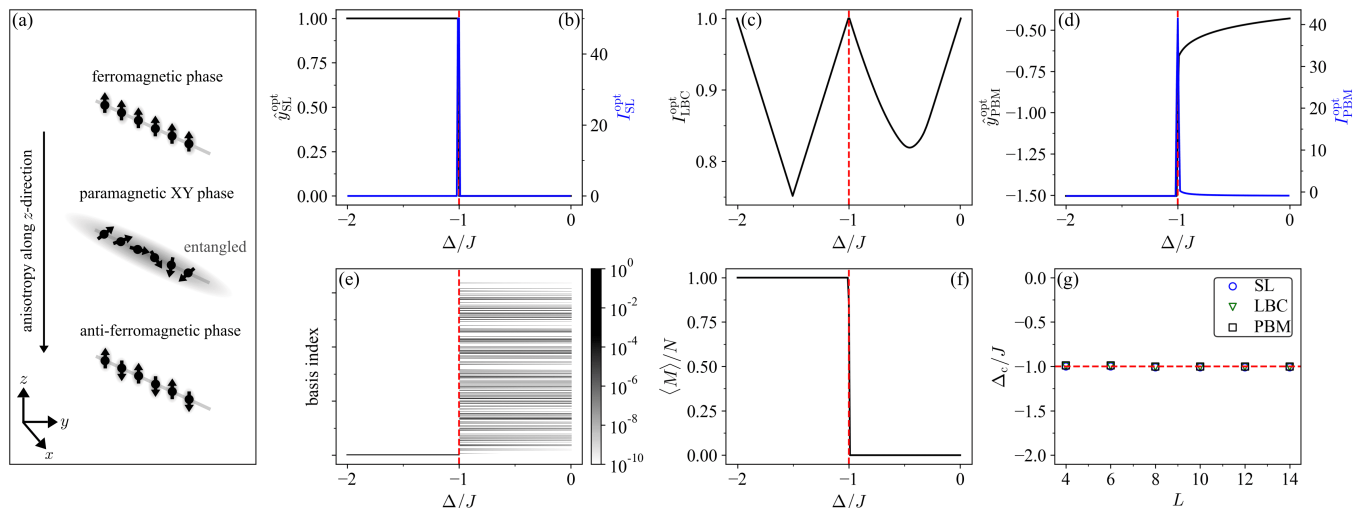 (a)
ferromagnetic phase
anisotropy along z-direction
paramagnetic XY phase
entangled
anti-ferromagnetic phase
z
y
x
(b)
1.00
0.75
0.50
0.25
0.00
ŷ_SL^opt
40
20
0
I_SL^opt
−2
−1
0
Δ/J
(c)
1.0
0.9
0.8
I_LBC^opt
−2
−1
0
Δ/J
(d)
−0.50
−0.75
−1.00
−1.25
−1.50
ŷ_PBM^opt
40
30
20
10
0
I_PBM^opt
−2
−1
0
Δ/J
(e)
basis index
10^0
10^−2
10^−4
10^−6
10^−8
10^−10
−2
−1
0
Δ/J
(f)
1.00
0.75
0.50
0.25
0.00
⟨M⟩/N
−2
−1
0
Δ/J
(g)
SL
LBC
PBM
0.0
−0.5
−1.0
−1.5
−2.0
Δ_c/J
4
6
8
10
12
14
L